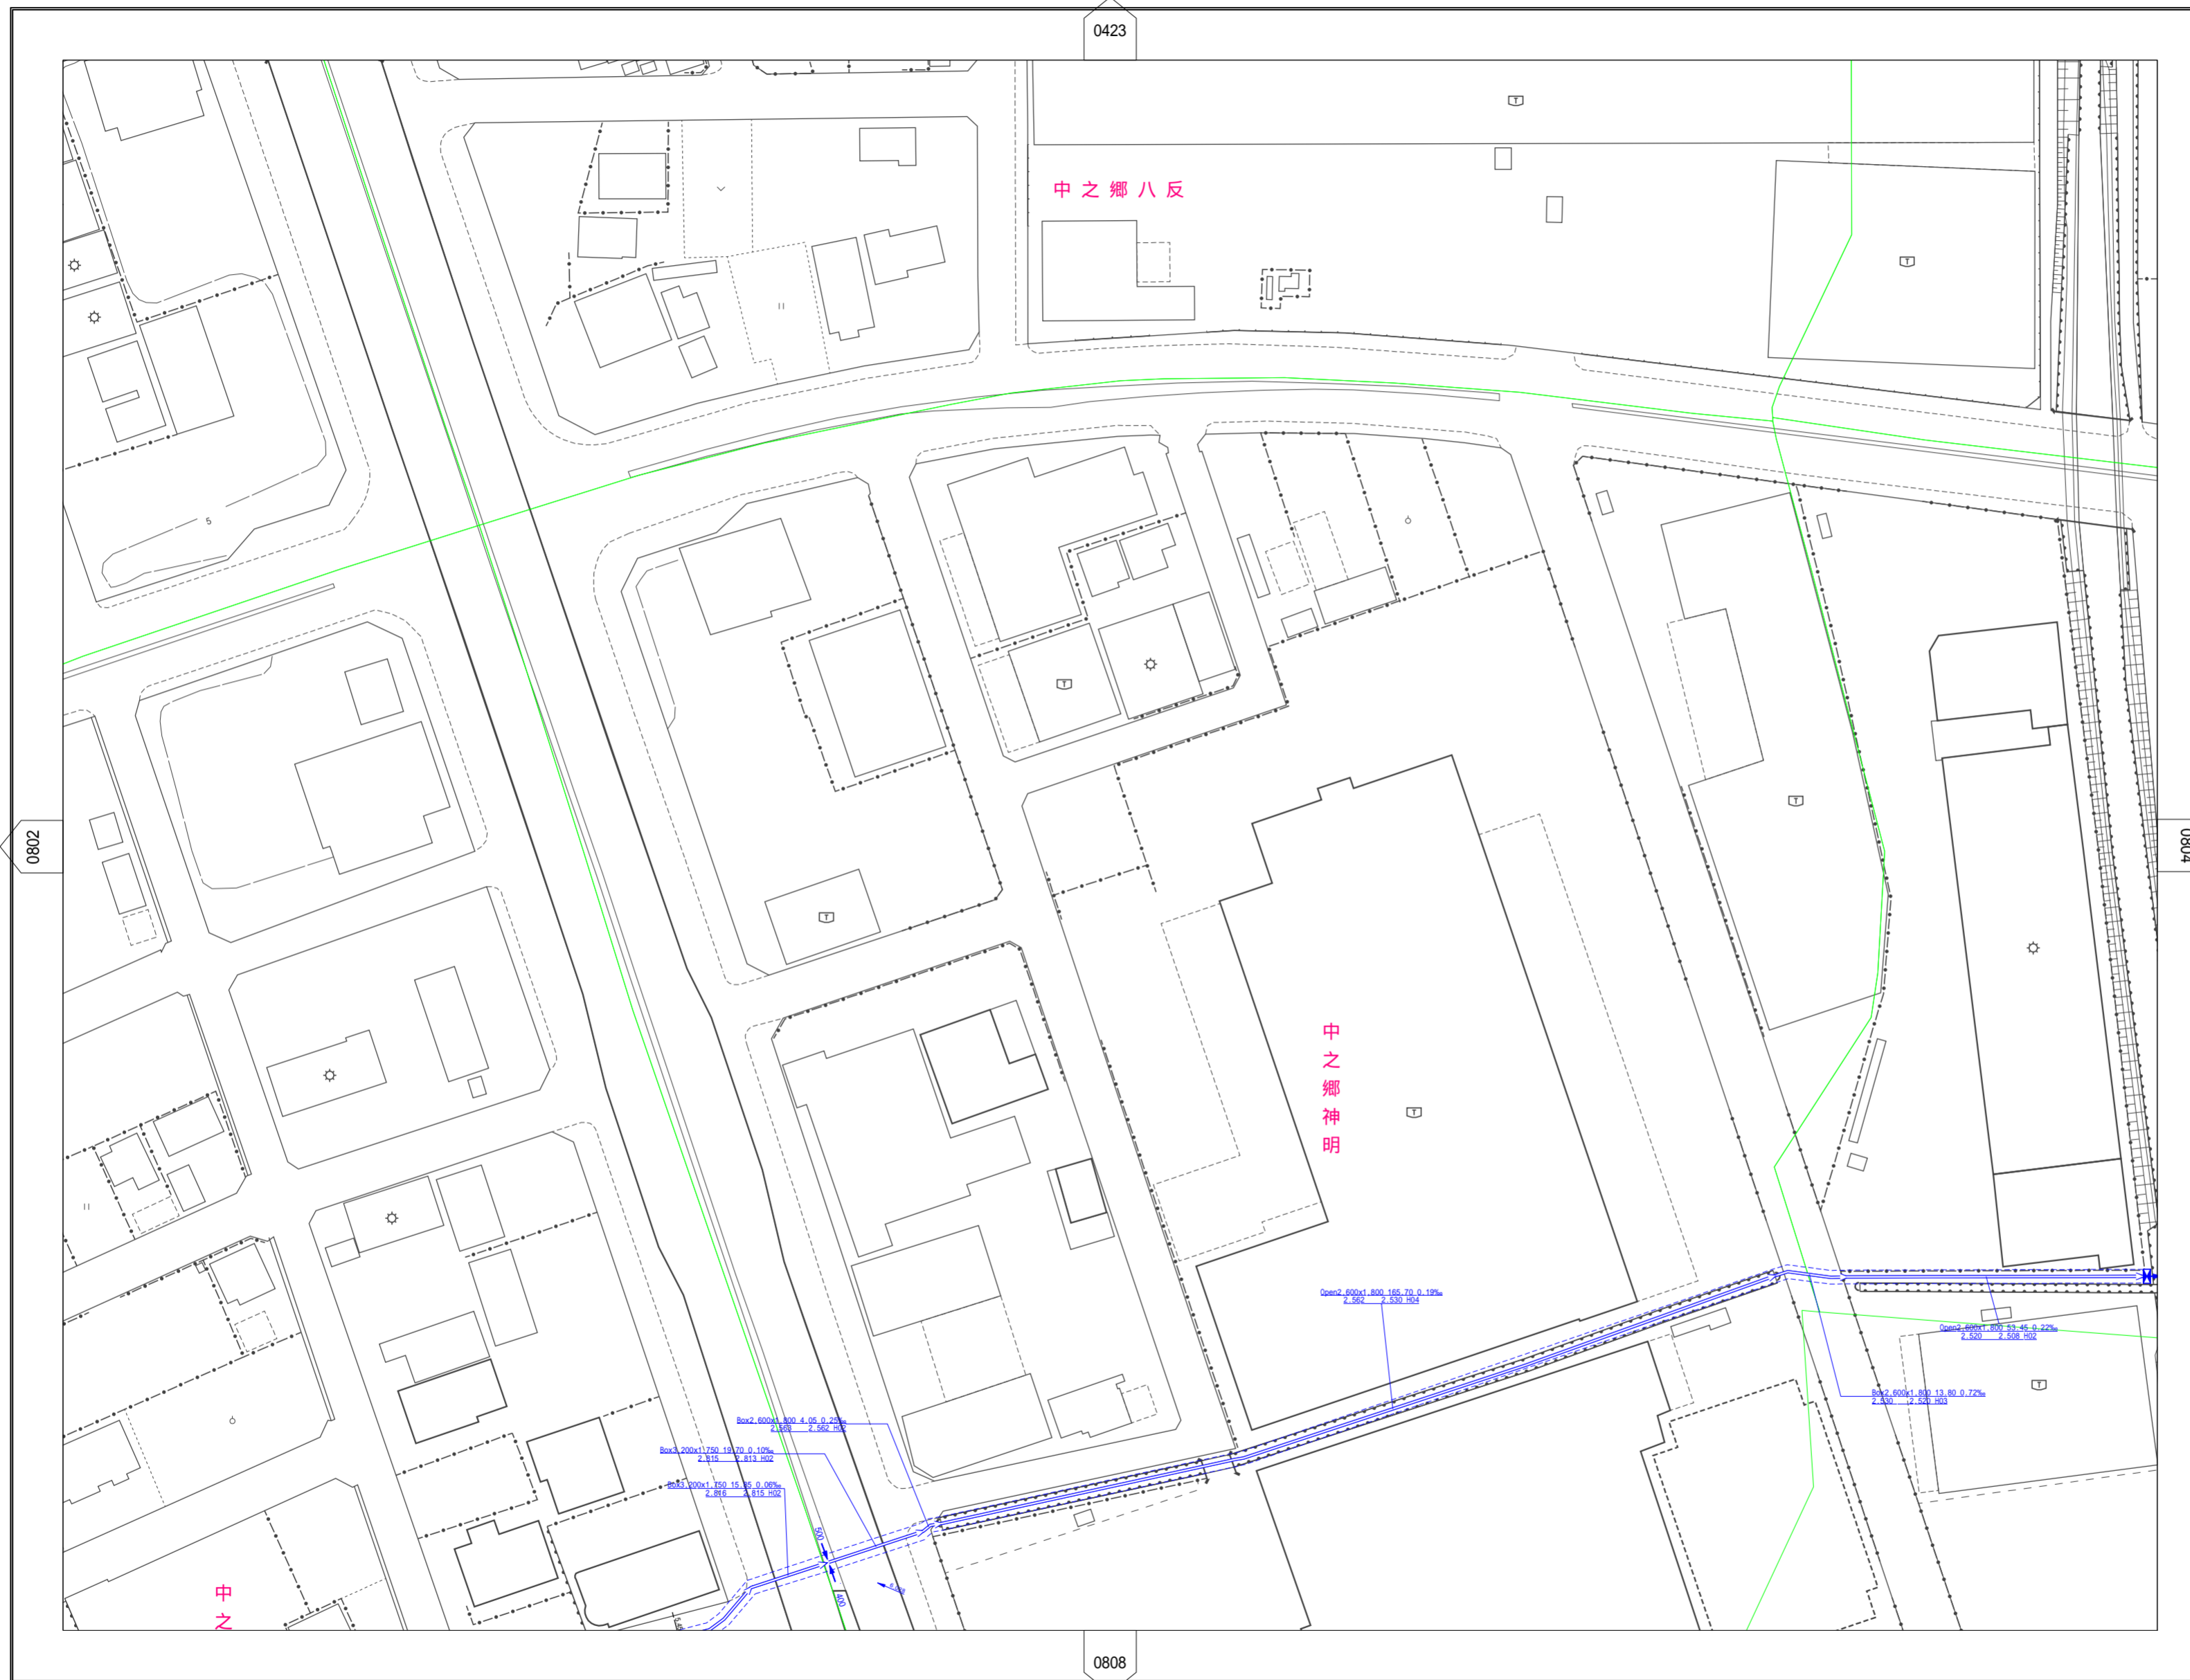 0423
中之郷八反
5
0802
0804
中之郷神明
Open2,600x1,800 165.70 0.19‰
2.562 2.530 H04
Open2,600x1,800 53.45 0.22‰
2.520 2.508 H02
Box2,600x1,800 13.80 0.72‰
2.530 2.520 H03
Box2,600x1,800 4.05 0.25‰
2.563 2.562 H02
Box3,200x1,750 19.70 0.10‰
2.815 2.813 H02
Box3,200x1,750 15.85 0.06‰
2.816 2.815 H02
500
400
中之
0808